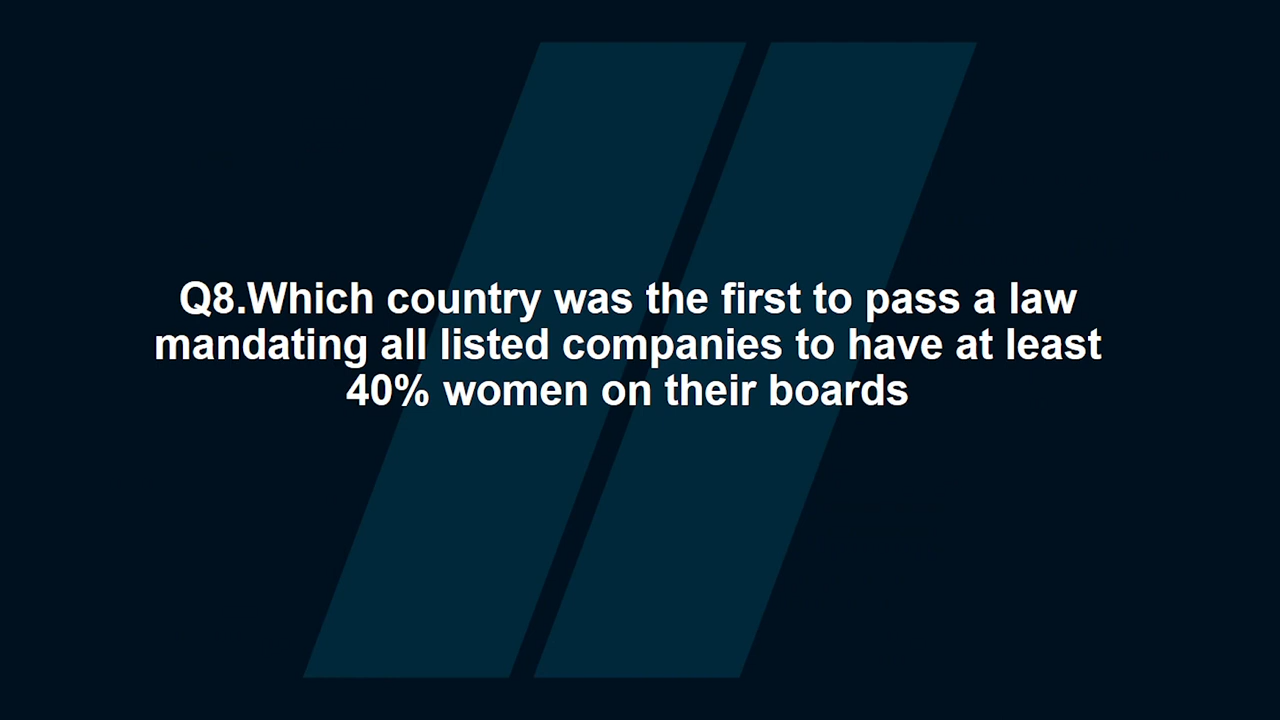 Q8.Which country was the first to pass a law
mandating all listed companies to have at least
40% women on their boards